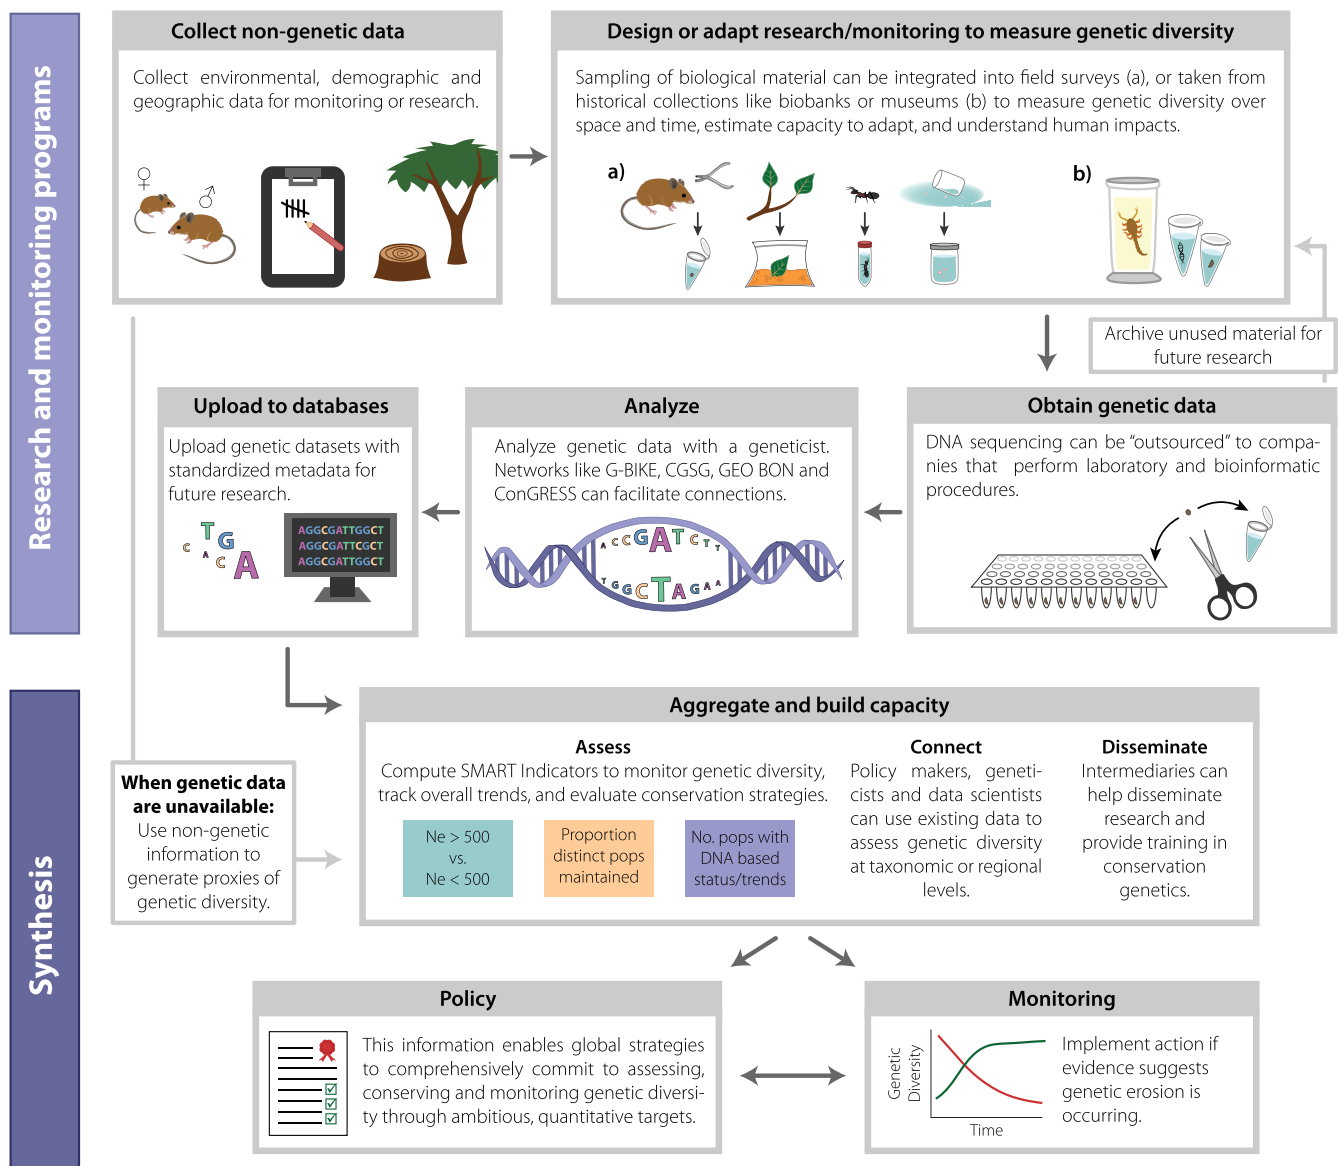 Research and monitoring programs
Collect non-genetic data
Collect environmental, demographic and
geographic data for monitoring or research.
Design or adapt research/monitoring to measure genetic diversity
Sampling of biological material can be integrated into field surveys (a), or taken from
historical collections like biobanks or museums (b) to measure genetic diversity over
space and time, estimate capacity to adapt, and understand human impacts.
a)
b)
Archive unused material for
future research
Obtain genetic data
DNA sequencing can be "outsourced" to compa-
nies that perform laboratory and bioinformatic
procedures.
Analyze
Analyze genetic data with a geneticist.
Networks like G-BIKE, CGSG, GEO BON and
ConGRESS can facilitate connections.
A C C G A T C T T
T G G C T A G A A
Upload to databases
Upload genetic datasets with
standardized metadata for
future research.
C T G A C A
AGGCGATTGGCT
AGGCGATTCGCT
AGGCGATTGGCT
Synthesis
When genetic data
are unavailable:
Use non-genetic
information to
generate proxies of
genetic diversity.
Aggregate and build capacity
Assess
Compute SMART Indicators to monitor genetic diversity,
track overall trends, and evaluate conservation strategies.
Ne > 500
vs.
Ne < 500
Proportion
distinct pops
maintained
No. pops with
DNA based
status/trends
Connect
Policy makers, geneti-
cists and data scientists
can use existing data to
assess genetic diversity
at taxonomic or regional
levels.
Disseminate
Intermediaries can
help disseminate
research and
provide training in
conservation
genetics.
Policy
This information enables global strategies
to comprehensively commit to assessing,
conserving and monitoring genetic diversi-
ty through ambitious, quantitative targets.
Monitoring
Genetic
Diversity
Time
Implement action if
evidence suggests
genetic erosion is
occurring.